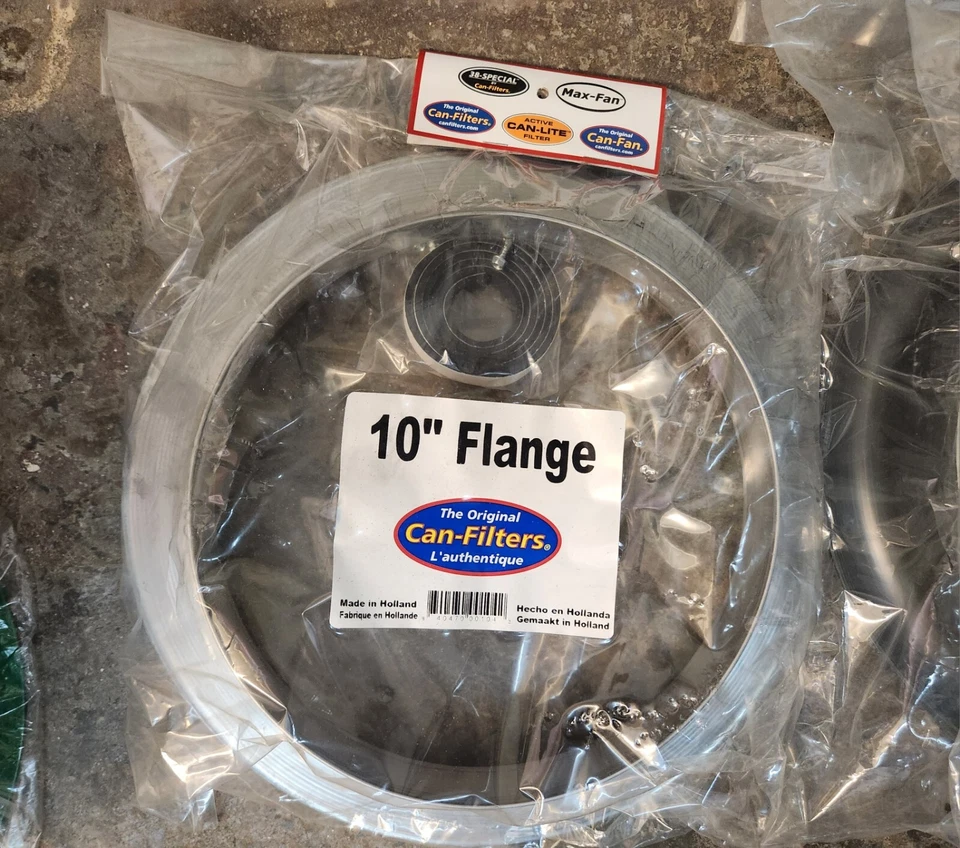 38-SPECIAL
BY
Can-Filters®
Max-Fan
The Original
Can-Filters®
canfilters.com
ACTIVE
CAN-LITE
FILTER
The Original
Can-Fan®
canfilters.com
10" Flange
The Original
Can-Filters®
L'authentique
Made in Holland
Fabrique en Hollande
Hecho en Hollanda
Gemaakt in Holland